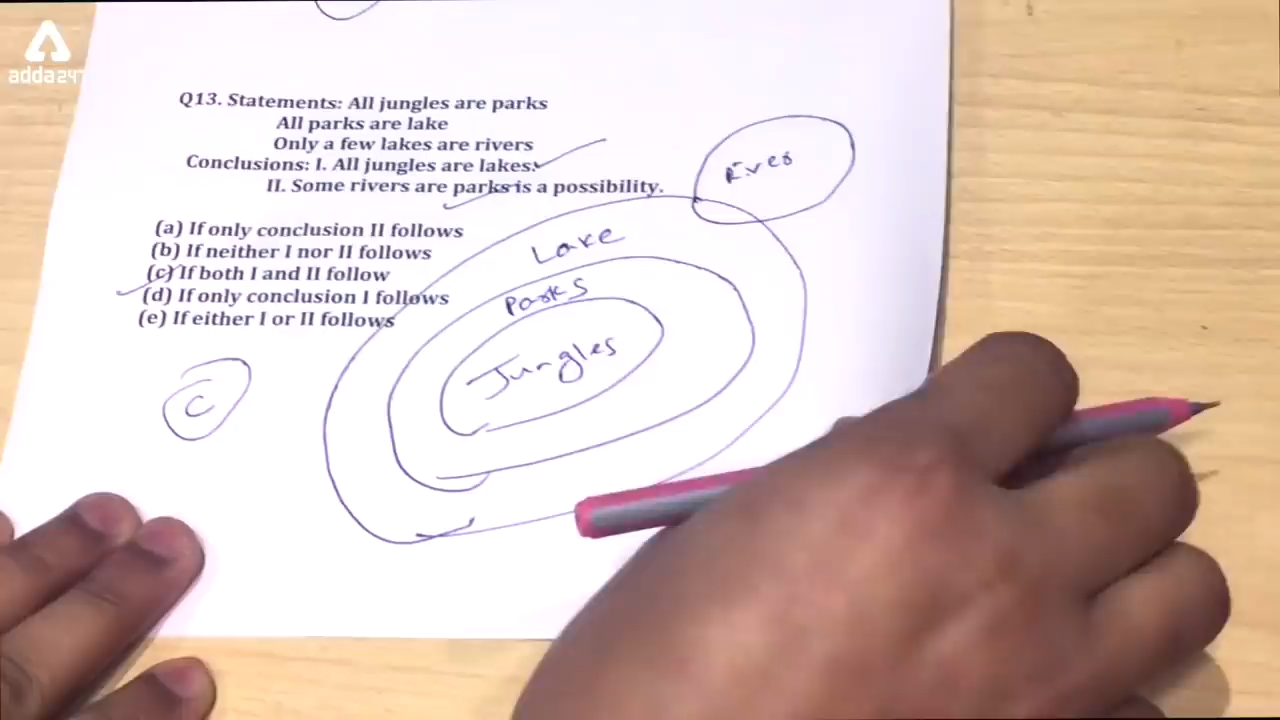 adda247
Q13. Statements: All jungles are parks
All parks are lake
Only a few lakes are rivers
Conclusions: I. All jungles are lakes.
II. Some rivers are parks is a possibility.
(a) If only conclusion II follows
(b) If neither I nor II follows
(c) If both I and II follow
(d) If only conclusion I follows
(e) If either I or II follows
River
Lake
Parks
Jungles
C